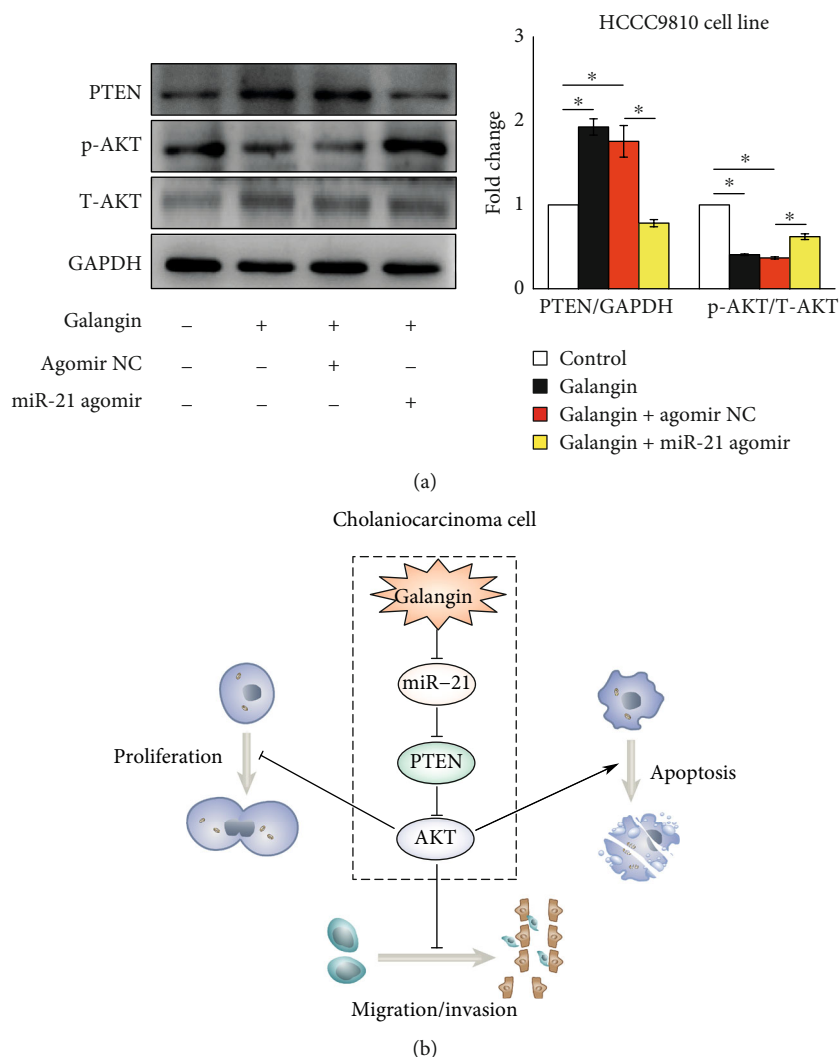 HCCC9810 cell line
PTEN
p-AKT
T-AKT
GAPDH
Galangin – + + +
Agomir NC – – + –
miR-21 agomir – – – +
Fold change
3
2
1
0
* * * * * *
PTEN/GAPDH p-AKT/T-AKT
Control
Galangin
Galangin + agomir NC
Galangin + miR-21 agomir
(a)
Cholaniocarcinoma cell
Galangin
miR–21
PTEN
AKT
Proliferation
Apoptosis
Migration/invasion
(b)